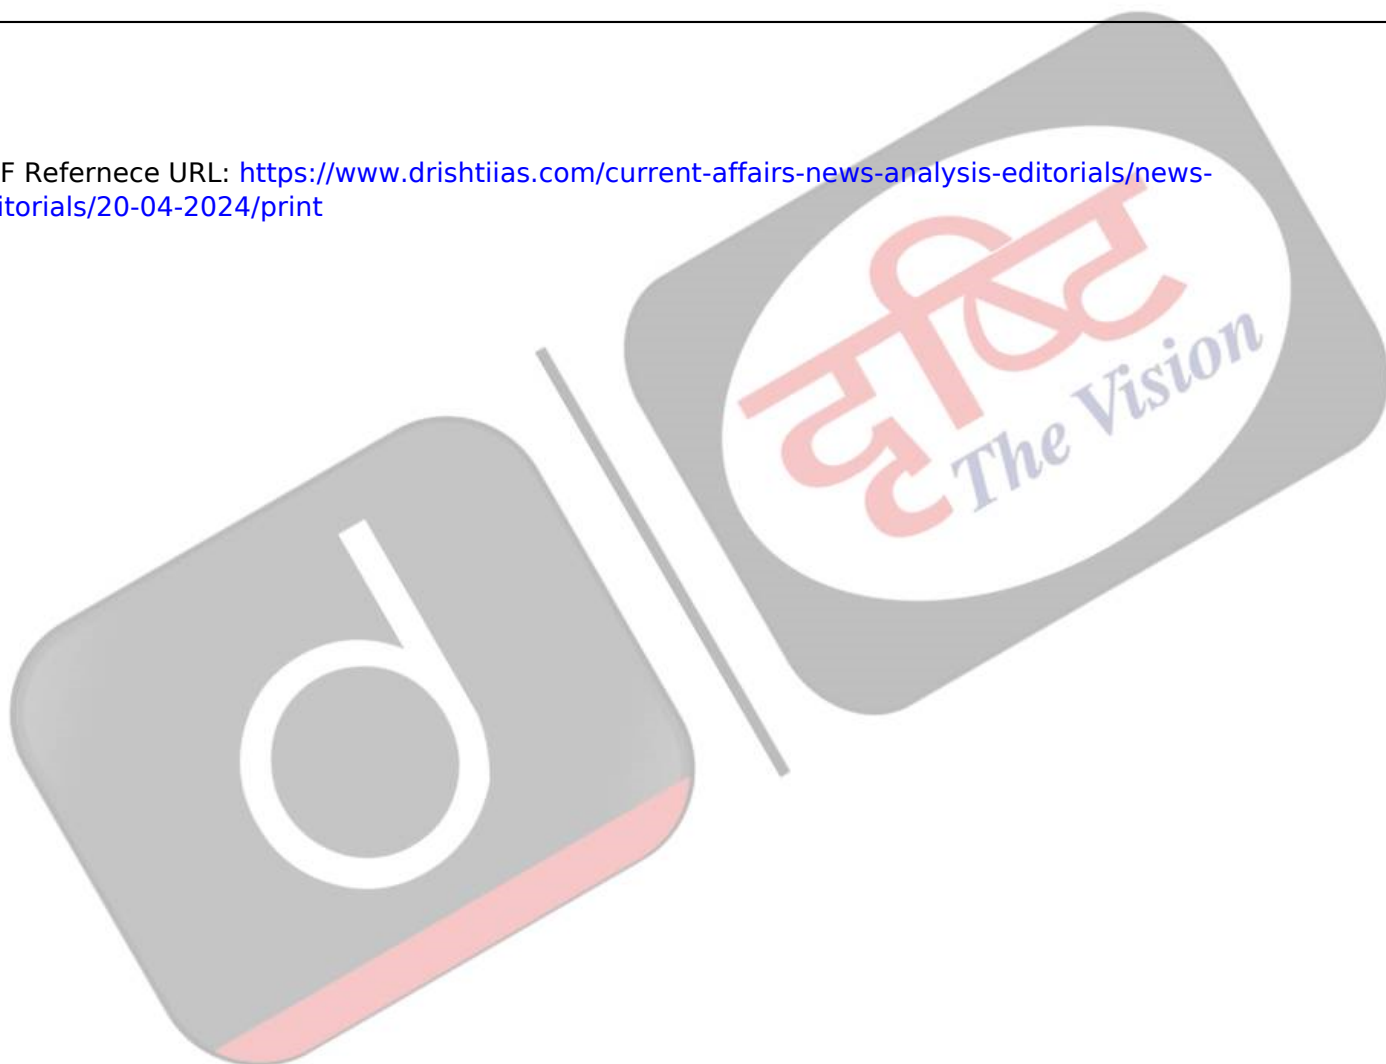 F Refernece URL: https://www.drishtiias.com/current-affairs-news-analysis-editorials/news-
itorials/20-04-2024/print
दृष्टि
The Vision
d